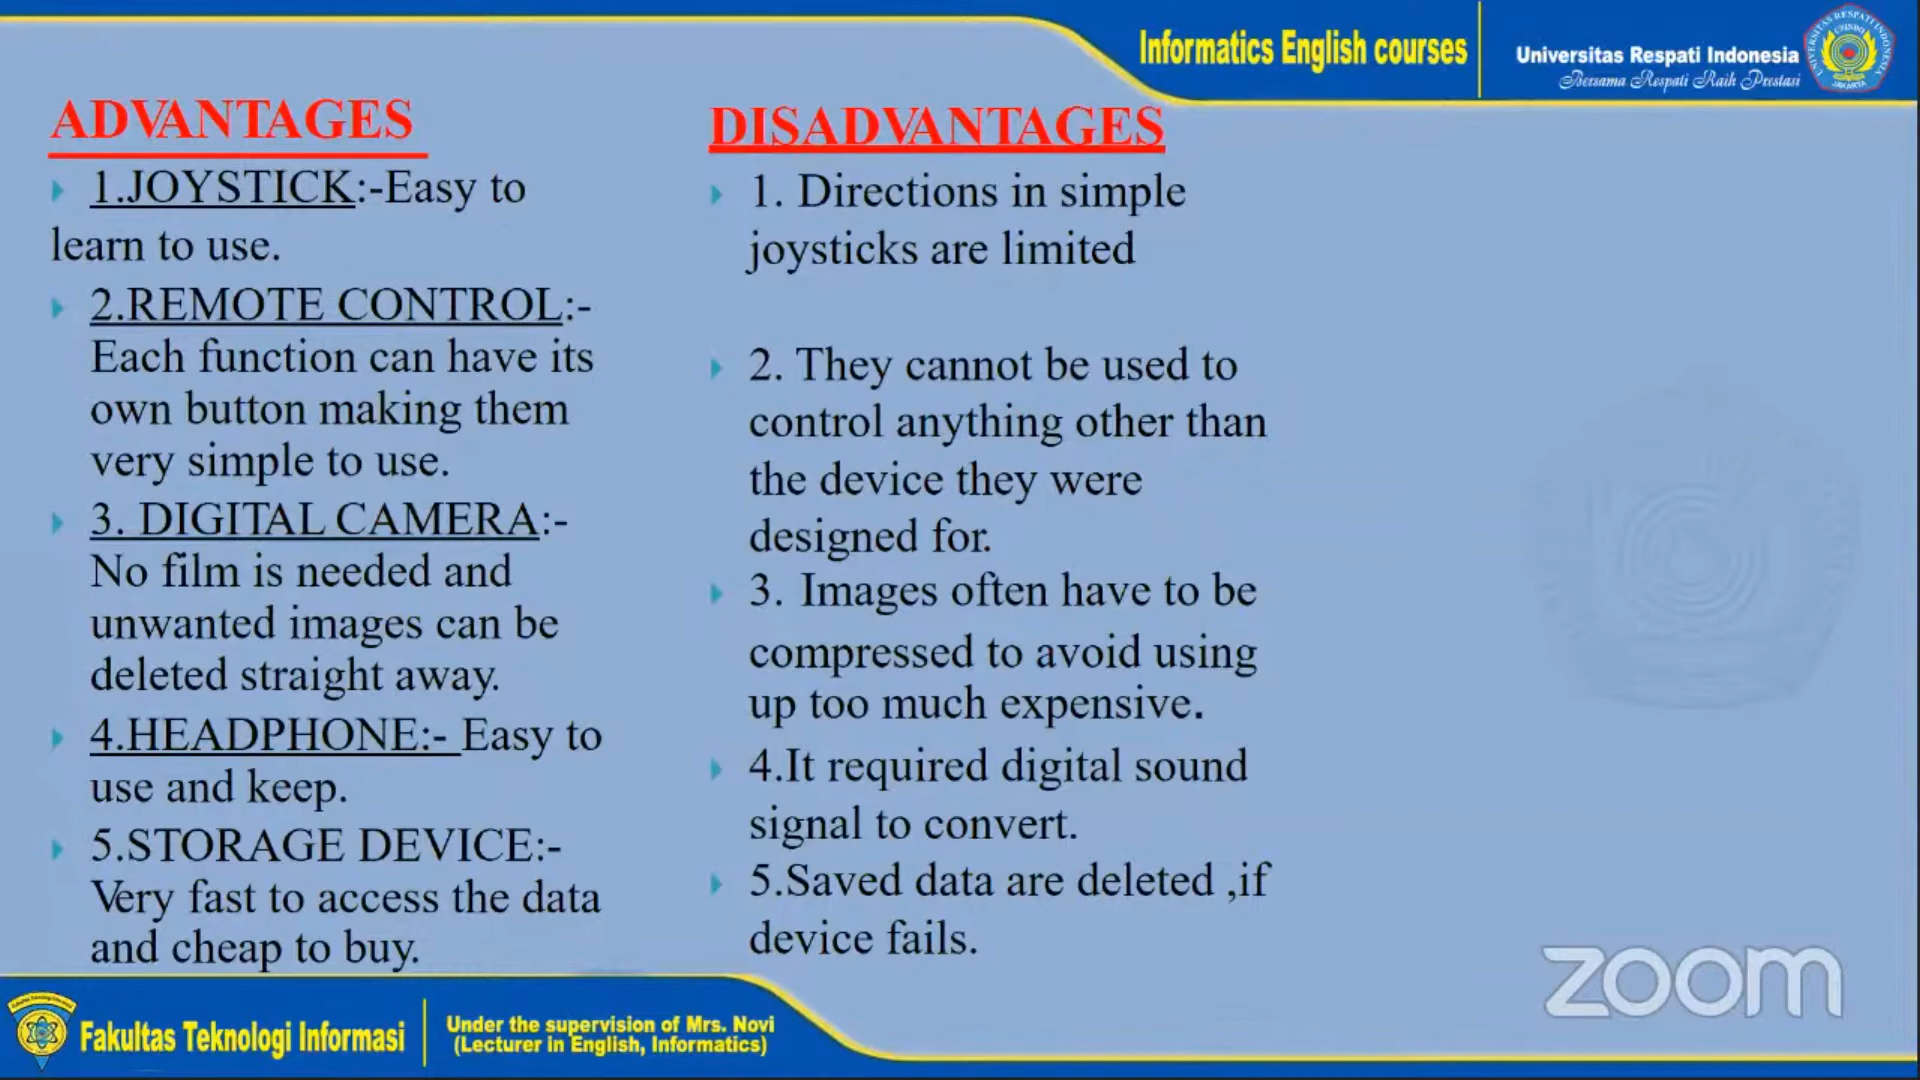 Informatics English courses
Universitas Respati Indonesia
Bersama Respati Raih Prestasi
UNIVERSITAS RESPATI INDONESIA
URINDO
JAKARTA
ADVANTAGES
1.JOYSTICK:-Easy to
learn to use.
2.REMOTE CONTROL:-
Each function can have its
own button making them
very simple to use.
3. DIGITAL CAMERA:-
No film is needed and
unwanted images can be
deleted straight away.
4.HEADPHONE:- Easy to
use and keep.
5.STORAGE DEVICE:-
Very fast to access the data
and cheap to buy.
DISADVANTAGES
1. Directions in simple
joysticks are limited
2. They cannot be used to
control anything other than
the device they were
designed for.
3. Images often have to be
compressed to avoid using
up too much expensive.
4.It required digital sound
signal to convert.
5.Saved data are deleted ,if
device fails.
zoom
Fakultas Teknologi Informasi
Under the supervision of Mrs. Novi
(Lecturer in English, Informatics)